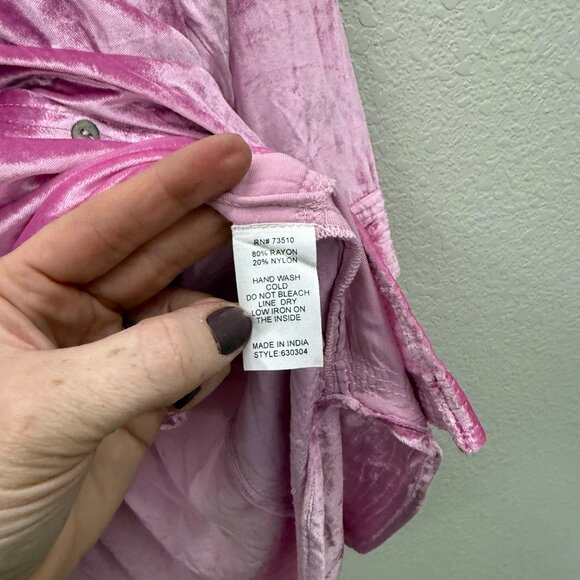 RN# 73510
80% RAYON
20% NYLON
HAND WASH
COLD
DO NOT BLEACH
LINE DRY
LOW IRON ON
THE INSIDE
MADE IN INDIA
STYLE:630304